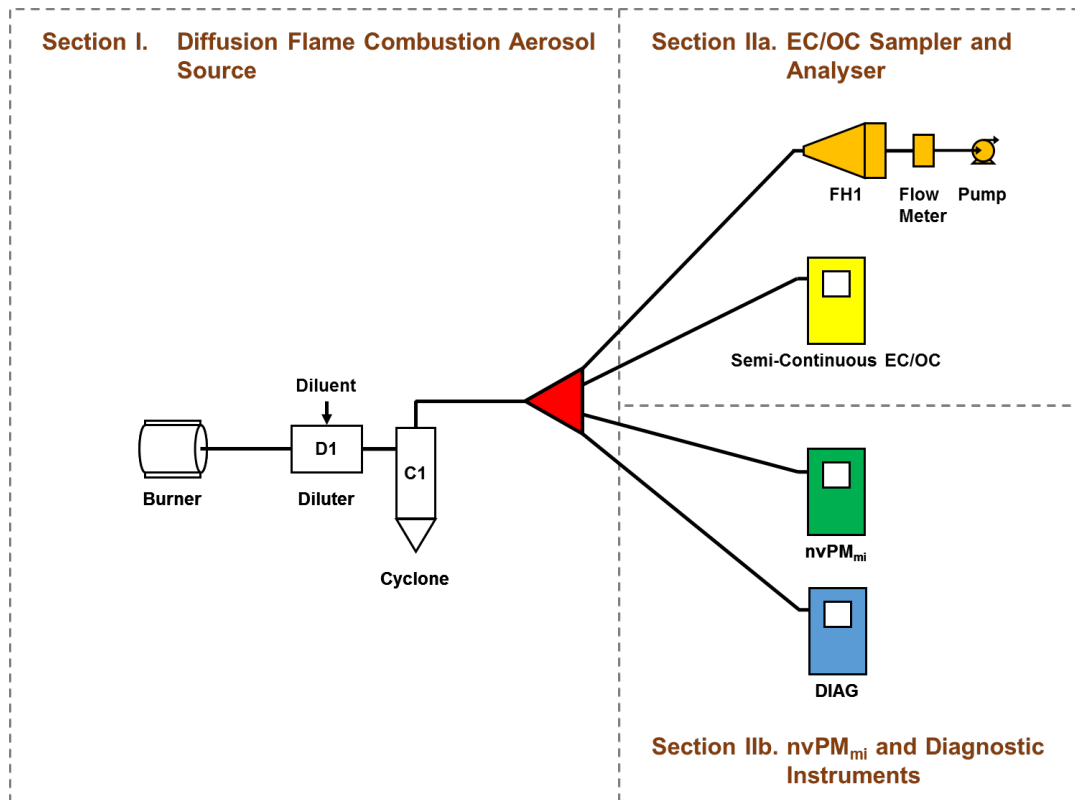 Section I. Diffusion Flame Combustion Aerosol
Source
Section IIa. EC/OC Sampler and
Analyser
FH1
Flow
Meter
Pump
Semi-Continuous EC/OC
Diluent
D1
C1
Burner
Diluter
Cyclone
nvPMmi
DIAG
Section IIb. nvPMmi and Diagnostic
Instruments